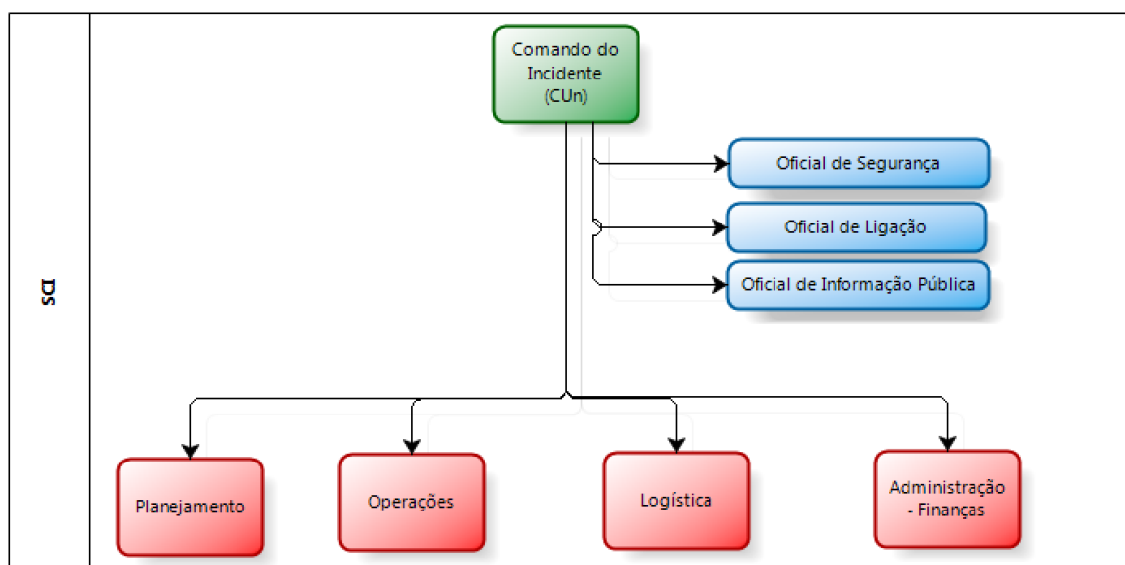 SCI
Comando do
Incidente
(CUn)
Oficial de Segurança
Oficial de Ligação
Oficial de Informação Pública
Planejamento
Operações
Logística
Administração
- Finanças